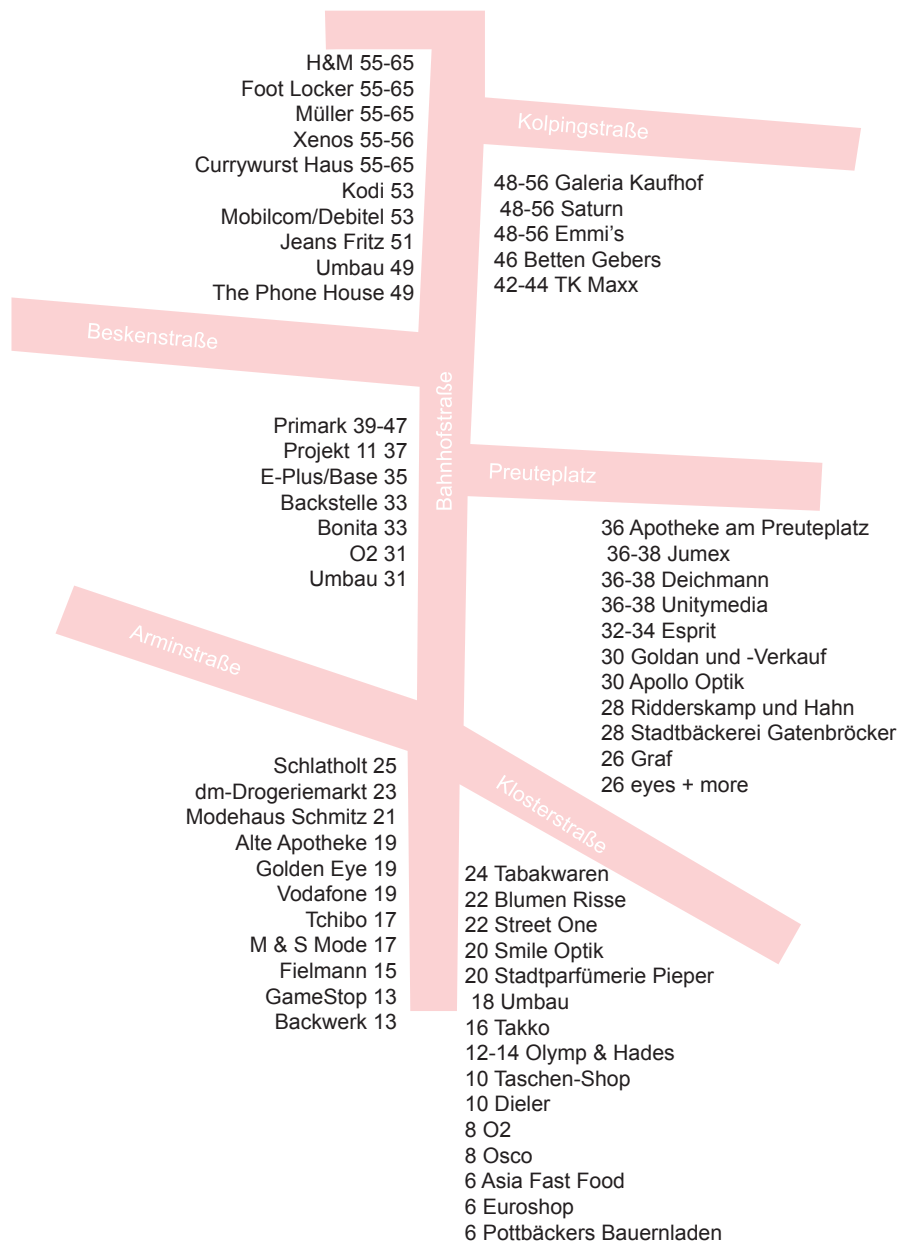 H&M 55-65
Foot Locker 55-65
Müller 55-65
Xenos 55-56
Currywurst Haus 55-65
Kodi 53
Mobilcom/Debitel 53
Jeans Fritz 51
Umbau 49
The Phone House 49
Kolpingstraße
48-56 Galeria Kaufhof
48-56 Saturn
48-56 Emmi's
46 Betten Gebers
42-44 TK Maxx
Beskenstraße
Bahnhofstraße
Primark 39-47
Projekt 11 37
E-Plus/Base 35
Backstelle 33
Bonita 33
O2 31
Umbau 31
Preuteplatz
36 Apotheke am Preuteplatz
36-38 Jumex
36-38 Deichmann
36-38 Unitymedia
32-34 Esprit
30 Goldan und -Verkauf
30 Apollo Optik
28 Ridderskamp und Hahn
28 Stadtbäckerei Gatenbröcker
26 Graf
26 eyes + more
Arminstraße
Klosterstraße
Schlatholt 25
dm-Drogeriemarkt 23
Modehaus Schmitz 21
Alte Apotheke 19
Golden Eye 19
Vodafone 19
Tchibo 17
M & S Mode 17
Fielmann 15
GameStop 13
Backwerk 13
24 Tabakwaren
22 Blumen Risse
22 Street One
20 Smile Optik
20 Stadtparfümerie Pieper
18 Umbau
16 Takko
12-14 Olymp & Hades
10 Taschen-Shop
10 Dieler
8 O2
8 Osco
6 Asia Fast Food
6 Euroshop
6 Pottbäckers Bauernladen